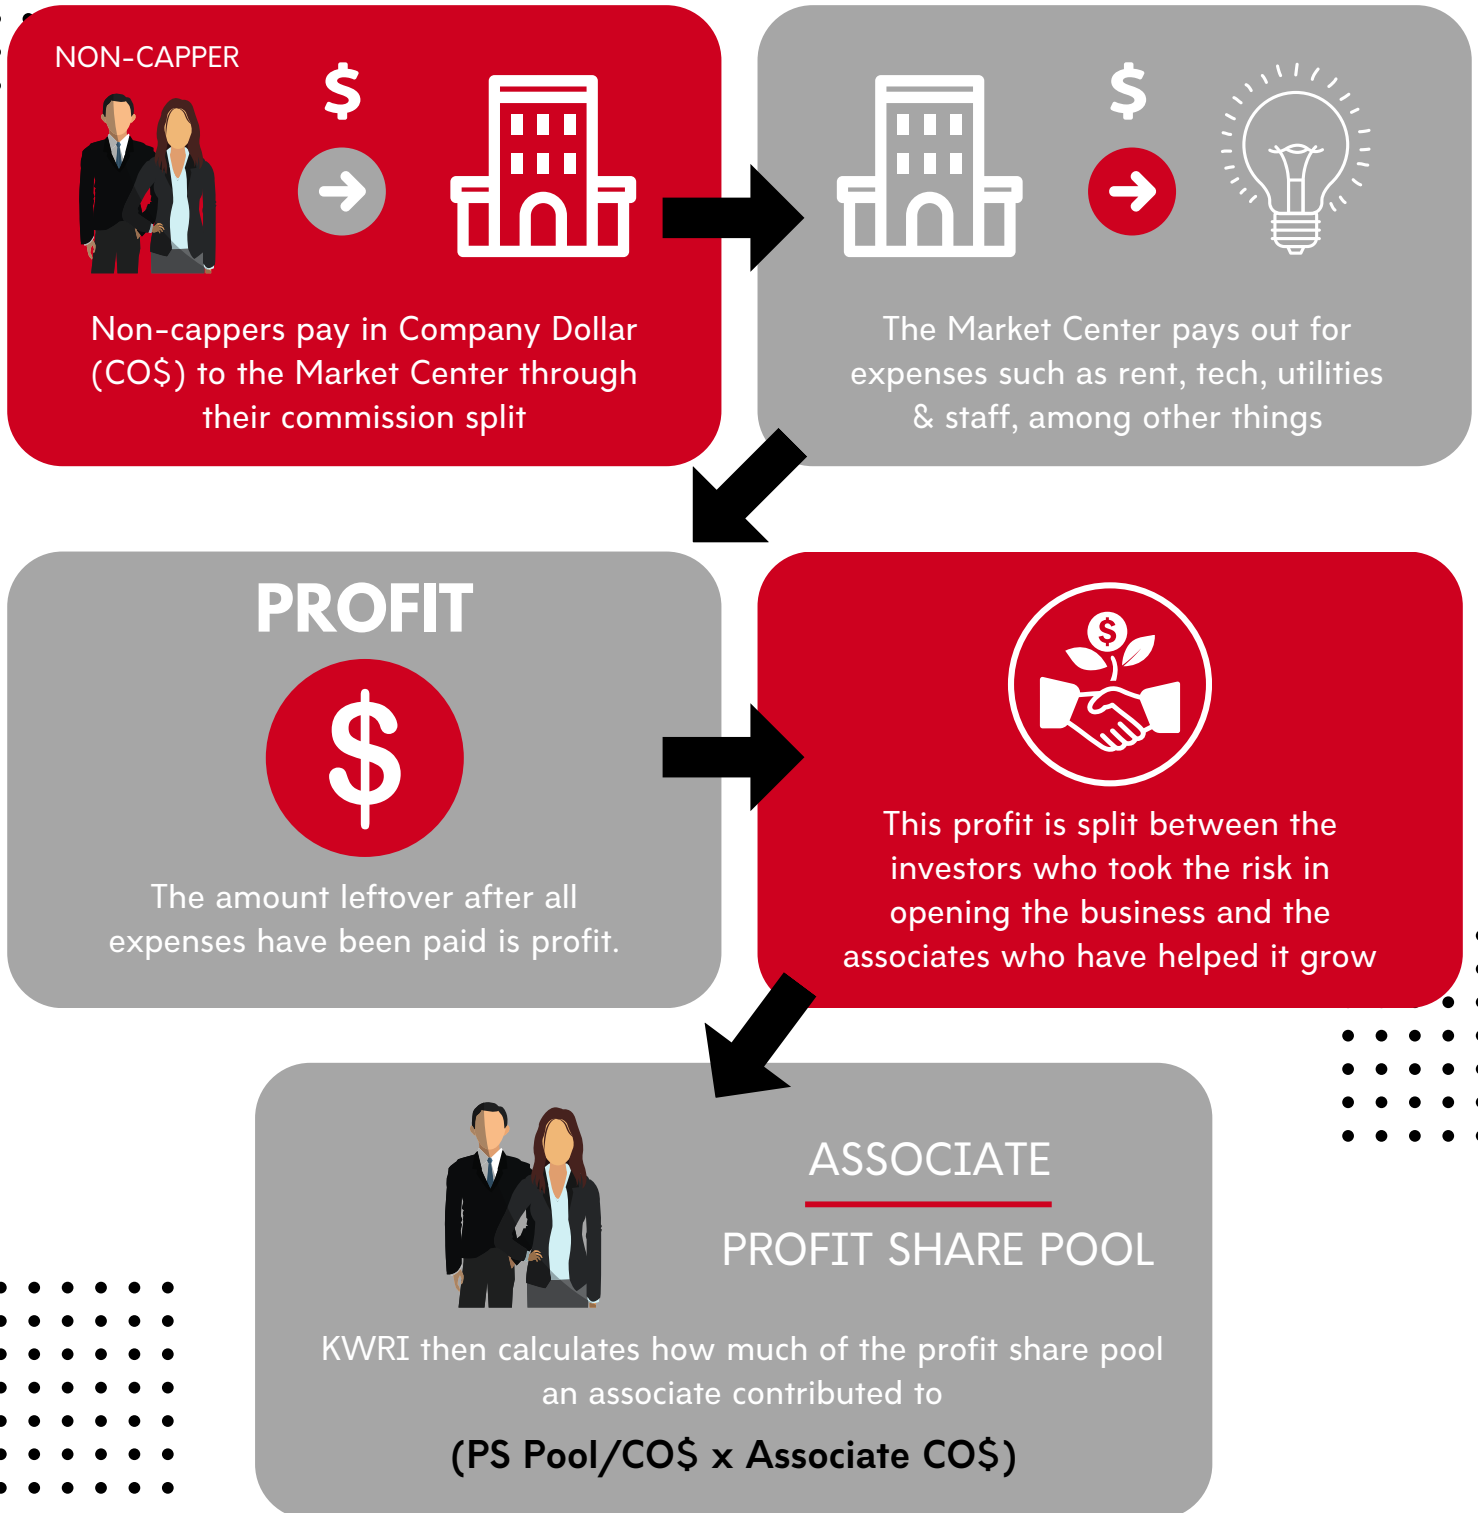 NON-CAPPER
$
Non-cappers pay in Company Dollar
(CO$) to the Market Center through
their commission split
$
The Market Center pays out for
expenses such as rent, tech, utilities
& staff, among other things
PROFIT
$
The amount leftover after all
expenses have been paid is profit.
$
This profit is split between the
investors who took the risk in
opening the business and the
associates who have helped it grow
ASSOCIATE
PROFIT SHARE POOL
KWRI then calculates how much of the profit share pool
an associate contributed to
(PS Pool/CO$ x Associate CO$)